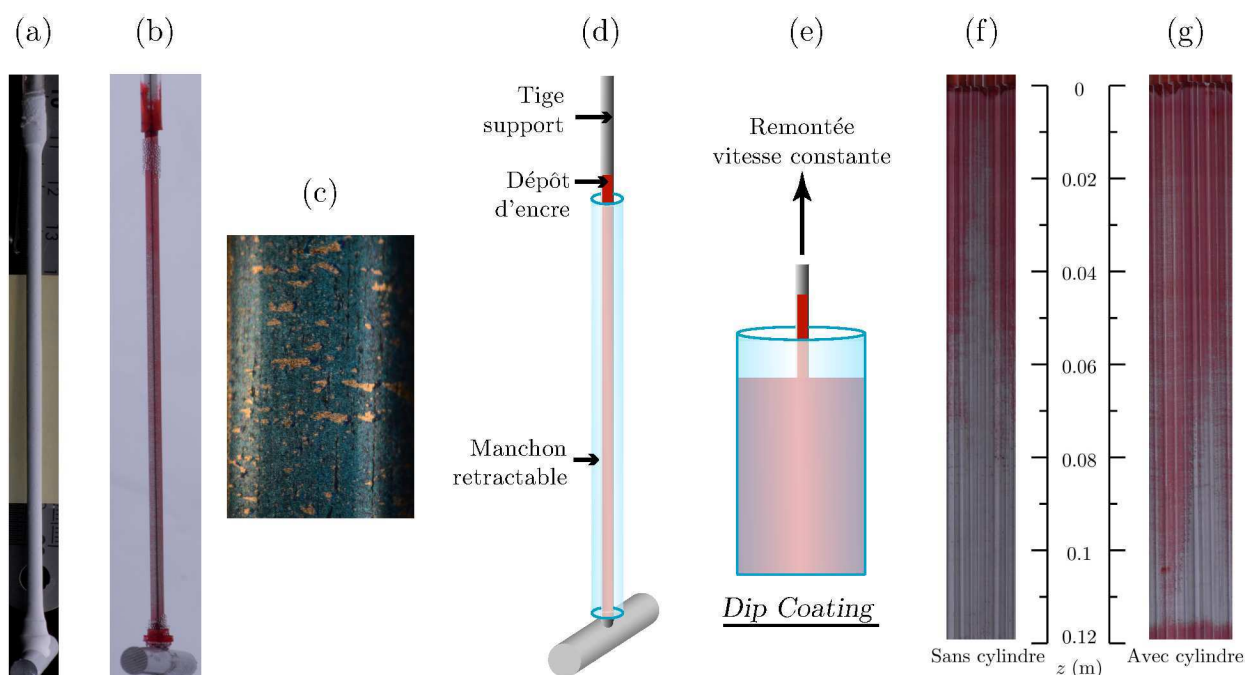 (a)
(b)
(c)
(d)
(e)
(f)
(g)
Tige
support
Dépôt
d'encre
Manchon
retractable
Remontée
vitesse constante
Dip Coating
0
0.02
0.04
0.06
0.08
0.1
0.12
Sans cylindre
z (m)
Avec cylindre